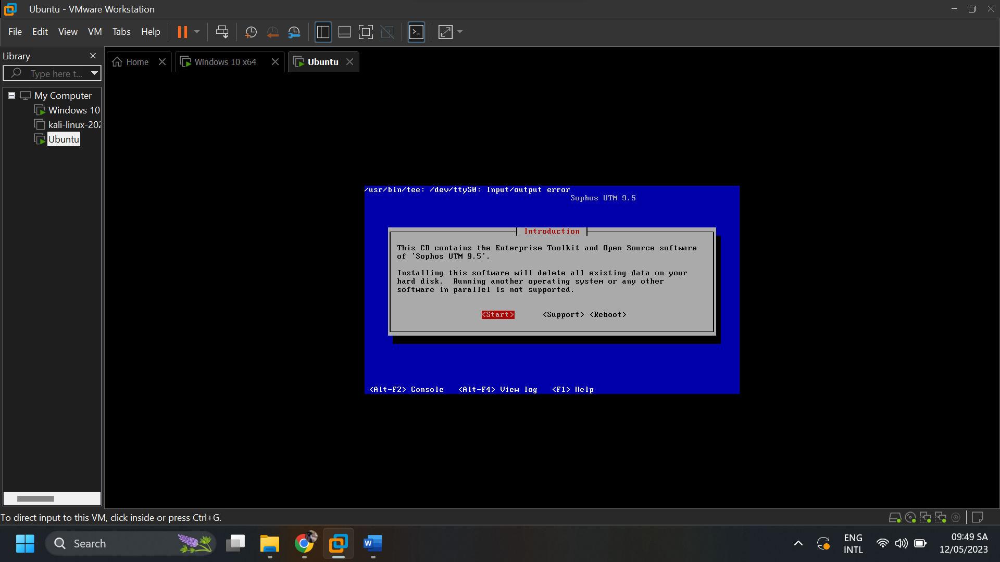 Ubuntu - VMware Workstation
File Edit View VM Tabs Help
Library
Type here t...
My Computer
Windows 10
kali-linux-202
Ubuntu
Home
Windows 10 x64
Ubuntu
/usr/bin/tee: /dev/ttyS0: Input/output error
Sophos UTM 9.5
Introduction
This CD contains the Enterprise Toolkit and Open Source software
of 'Sophos UTM 9.5'.
Installing this software will delete all existing data on your
hard disk.  Running another operating system or any other
software in parallel is not supported.
<Start> <Support> <Reboot>
<Alt-F2> Console <Alt-F4> View log <F1> Help
To direct input to this VM, click inside or press Ctrl+G.
Search
W
ENG
INTL
09:49 SA
12/05/2023